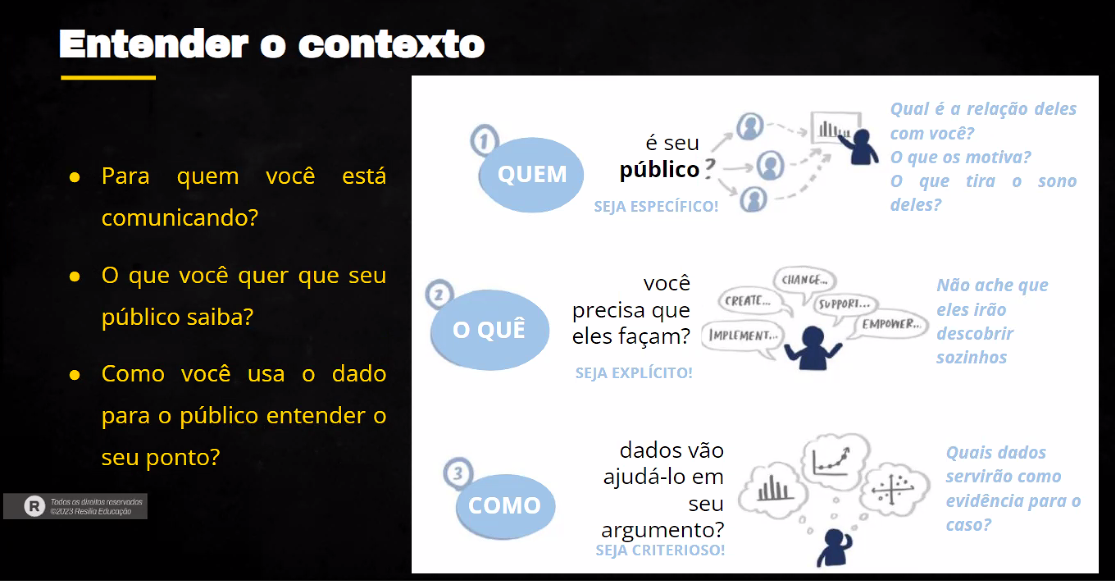 Entender o contexto
● Para quem você está
comunicando?
● O que você quer que seu
público saiba?
● Como você usa o dado
para o público entender o
seu ponto?
R
Todos os direitos reservados
©2023 Resilia Educação
1
QUEM
é seu
público ?
SEJA ESPECÍFICO!
Qual é a relação deles
com você?
O que os motiva?
O que tira o sono
deles?
2
O QUÊ
você
precisa que
eles façam?
SEJA EXPLÍCITO!
CHANGE...
CREATE...
SUPPORT...
IMPLEMENT...
EMPOWER...
Não ache que
eles irão
descobrir
sozinhos
3
COMO
dados vão
ajudá-lo em
seu
argumento?
SEJA CRITERIOSO!
Quais dados
servirão como
evidência para o
caso?